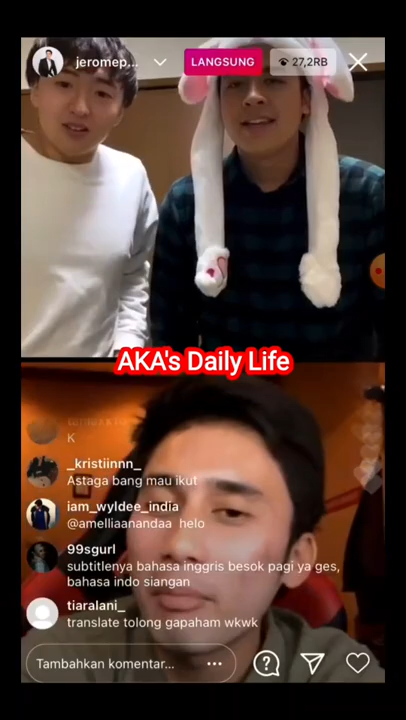 jeromep...
LANGSUNG
27,2RB
AKA's Daily Life
K
_kristiinnn_
Astaga bang mau ikut
iam_wyldee_india
@amelliaanandaa helo
99sgurl
subtitlenya bahasa inggris besok pagi ya ges,
bahasa indo siangan
tiaralani_
translate tolong gapaham wkwk
Tambahkan komentar...